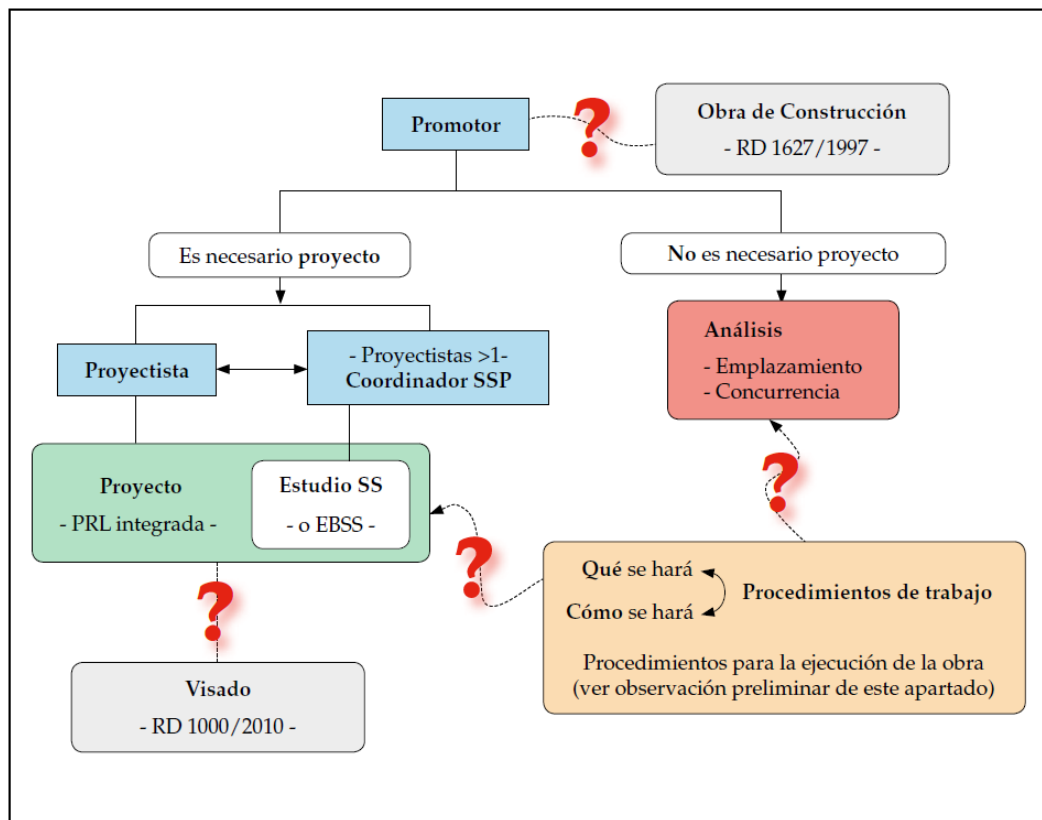 Promotor
?
Obra de Construcción
- RD 1627/1997 -
Es necesario proyecto
No es necesario proyecto
Proyectista
- Proyectistas >1-
Coordinador SSP
Análisis
- Emplazamiento
- Concurrencia
Proyecto
- PRL integrada -
Estudio SS
- o EBSS -
?
?
Qué se hará
Cómo se hará
Procedimientos de trabajo
Procedimientos para la ejecución de la obra
(ver observación preliminar de este apartado)
?
Visado
- RD 1000/2010 -